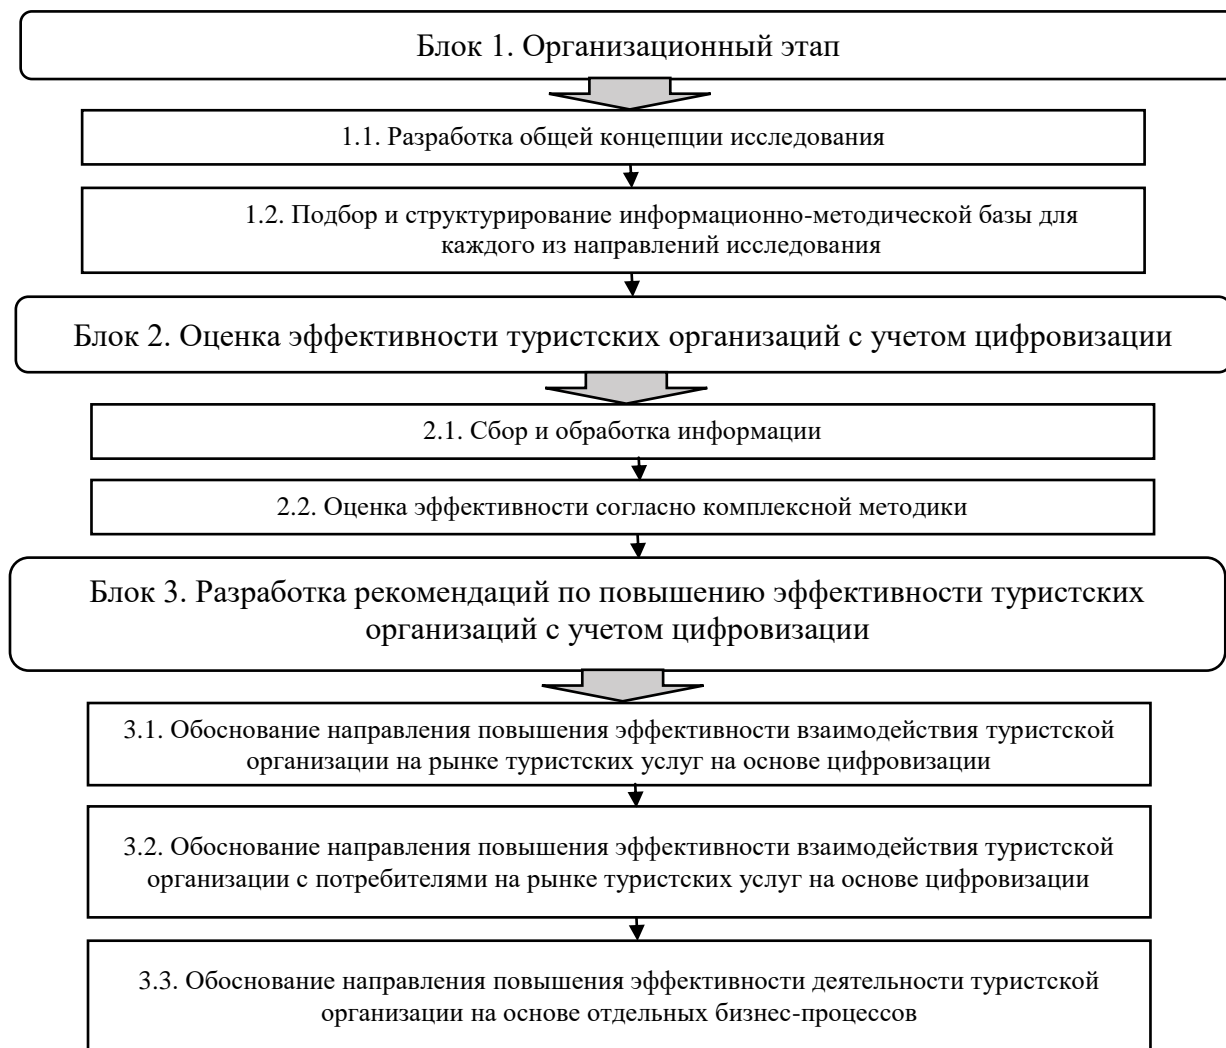 Блок 1. Организационный этап
1.1. Разработка общей концепции исследования
1.2. Подбор и структурирование информационно-методической базы для
каждого из направлений исследования
Блок 2. Оценка эффективности туристских организаций с учетом цифровизации
2.1. Сбор и обработка информации
2.2. Оценка эффективности согласно комплексной методики
Блок 3. Разработка рекомендаций по повышению эффективности туристских
организаций с учетом цифровизации
3.1. Обоснование направления повышения эффективности взаимодействия туристской
организации на рынке туристских услуг на основе цифровизации
3.2. Обоснование направления повышения эффективности взаимодействия туристской
организации с потребителями на рынке туристских услуг на основе цифровизации
3.3. Обоснование направления повышения эффективности деятельности туристской
организации на основе отдельных бизнес-процессов